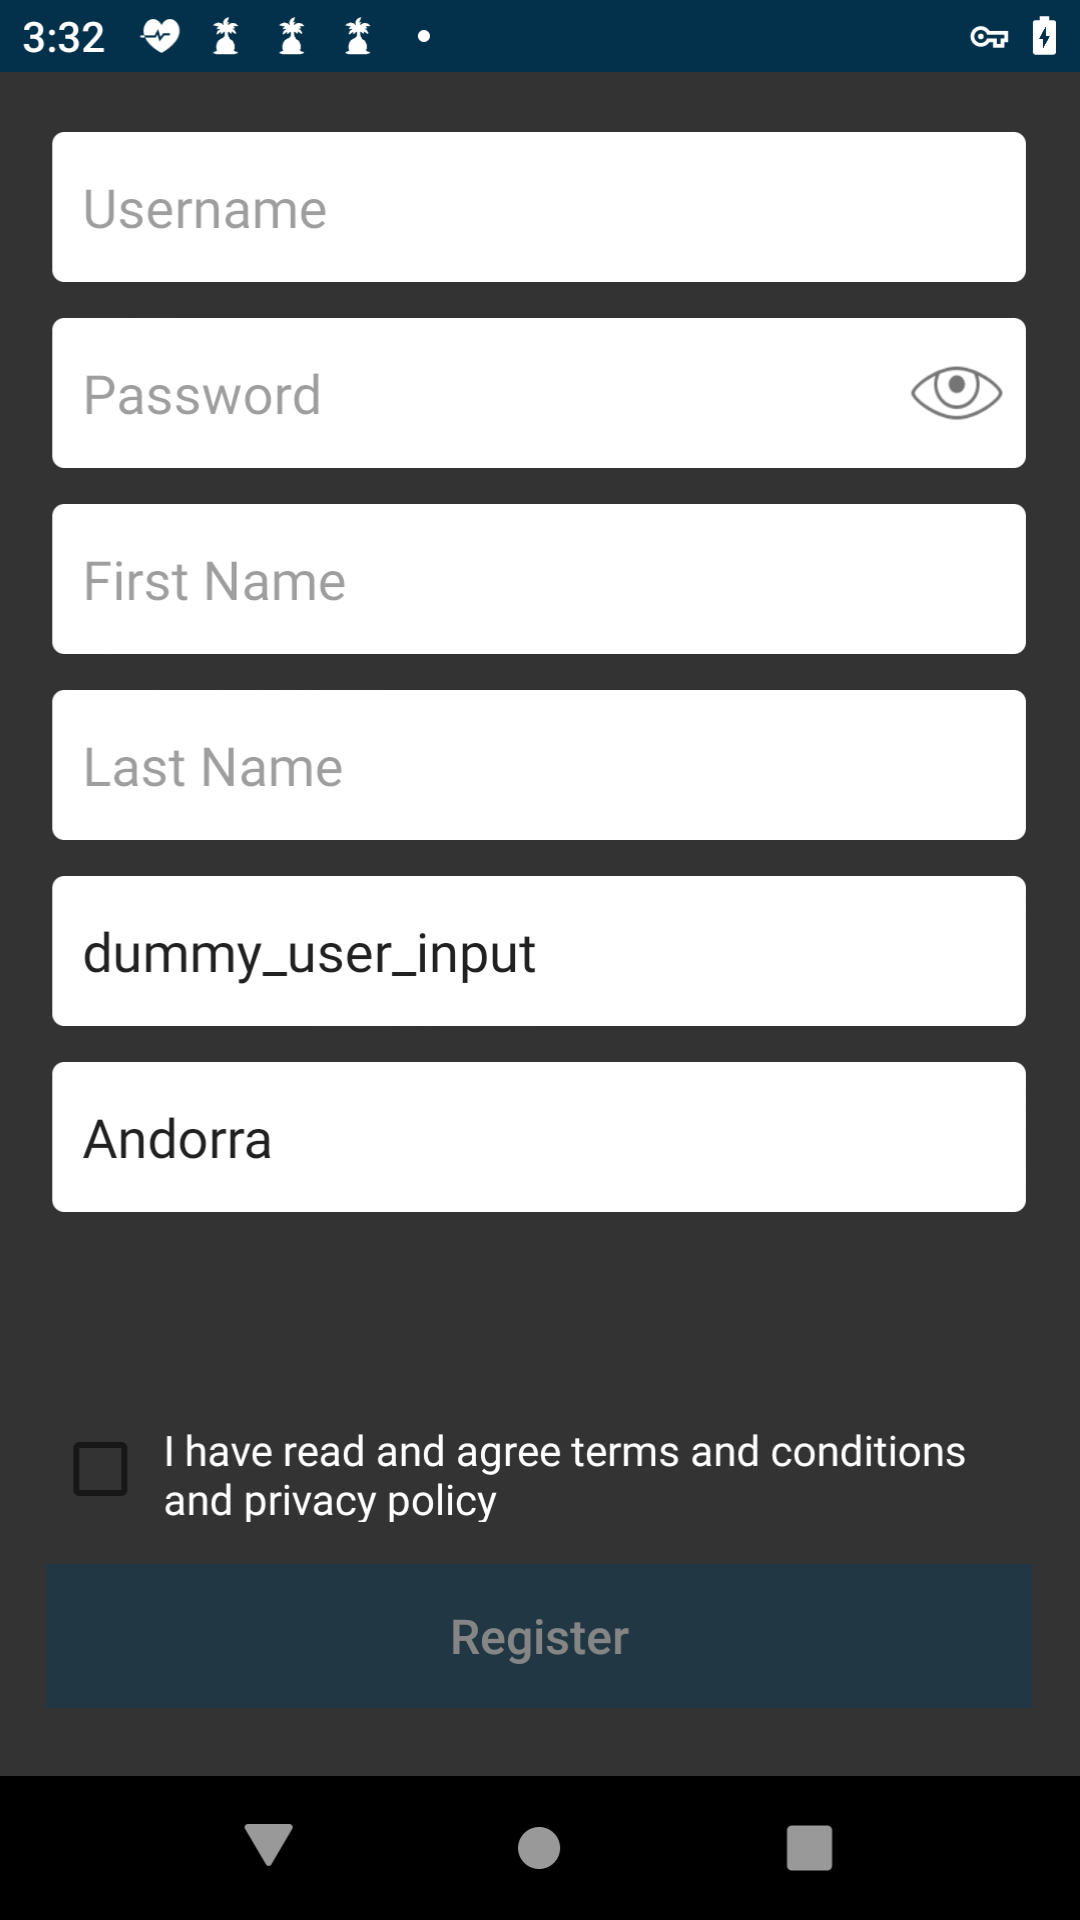 3:32
Username
Password
First Name
Last Name
dummy_user_input
Andorra
I have read and agree terms and conditions
and privacy policy
Register